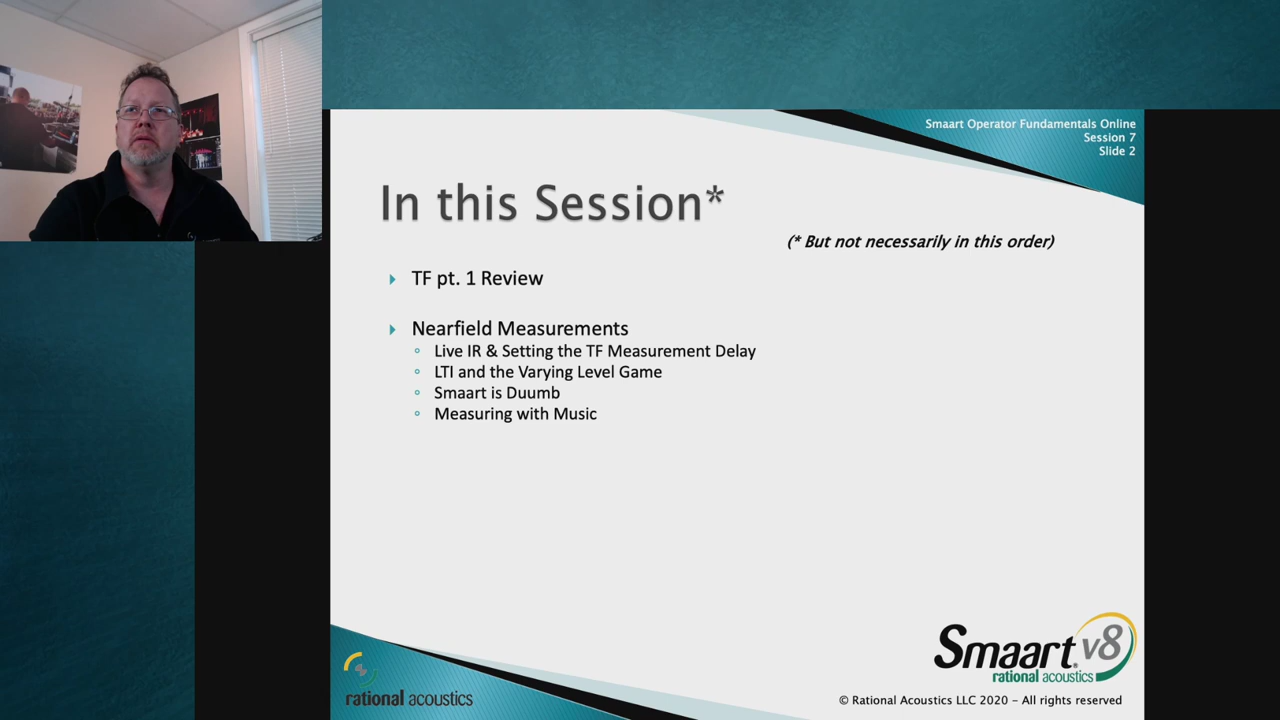 Smaart Operator Fundamentals Online
Session 7
Slide 2
In this Session*
(* But not necessarily in this order)
TF pt. 1 Review
Nearfield Measurements
Live IR & Setting the TF Measurement Delay
LTI and the Varying Level Game
Smaart is Duumb
Measuring with Music
Smaart® v8
rational acoustics
rational acoustics
© Rational Acoustics LLC 2020 – All rights reserved